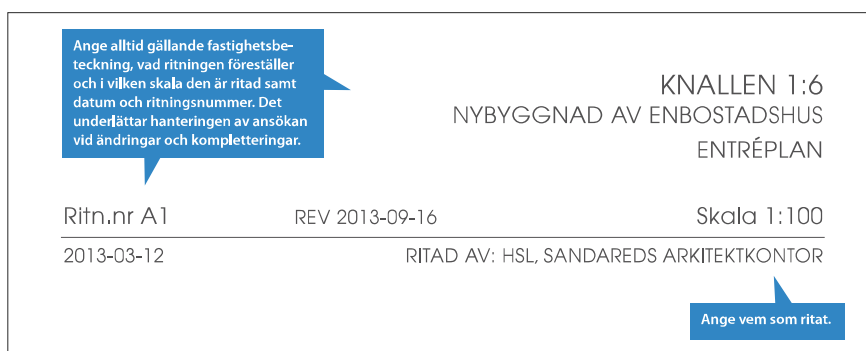 Ange alltid gällande fastighetsbe-
teckning, vad ritningen föreställer
och i vilken skala den är ritad samt
datum och ritningsnummer. Det
underlättar hanteringen av ansökan
vid ändringar och kompletteringar.
KNALLEN 1:6
NYBYGGNAD AV ENBOSTADSHUS
ENTRÉPLAN
Ritn.nr A1 REV 2013-09-16 Skala 1:100
2013-03-12 RITAD AV: HSL, SANDAREDS ARKITEKTKONTOR
Ange vem som ritat.